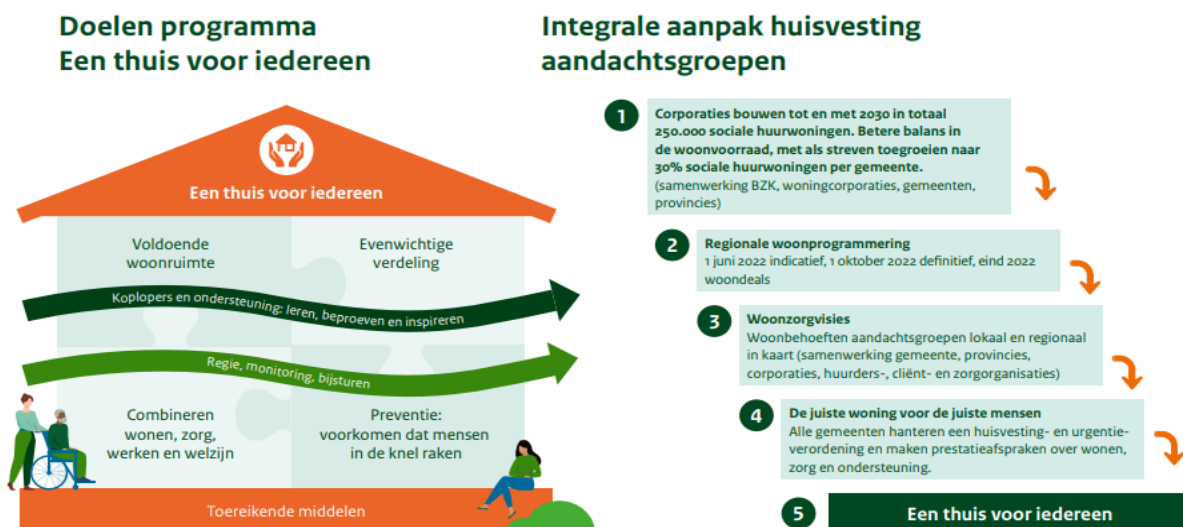 Doelen programma
Een thuis voor iedereen
Een thuis voor iedereen
Voldoende
woonruimte
Evenwichtige
verdeling
Koplopers en ondersteuning: leren, beproeven en inspireren
Regie, monitoring, bijsturen
Combineren
wonen, zorg,
werken en welzijn
Preventie:
voorkomen dat mensen
in de knel raken
Toereikende middelen
Integrale aanpak huisvesting
aandachtsgroepen
1
Corporaties bouwen tot en met 2030 in totaal
250.000 sociale huurwoningen. Betere balans in
de woonvoorraad, met als streven toegroeien naar
30% sociale huurwoningen per gemeente.
(samenwerking BZK, woningcorporaties, gemeenten,
provincies)
2
Regionale woonprogrammering
1 juni 2022 indicatief, 1 oktober 2022 definitief, eind 2022
woondeals
3
Woonzorgvisies
Woonbehoeften aandachtsgroepen lokaal en regionaal
in kaart (samenwerking gemeente, provincies,
corporaties, huurders-, cliënt- en zorgorganisaties)
4
De juiste woning voor de juiste mensen
Alle gemeenten hanteren een huisvesting- en urgentie-
verordening en maken prestatieafspraken over wonen,
zorg en ondersteuning.
5
Een thuis voor iedereen